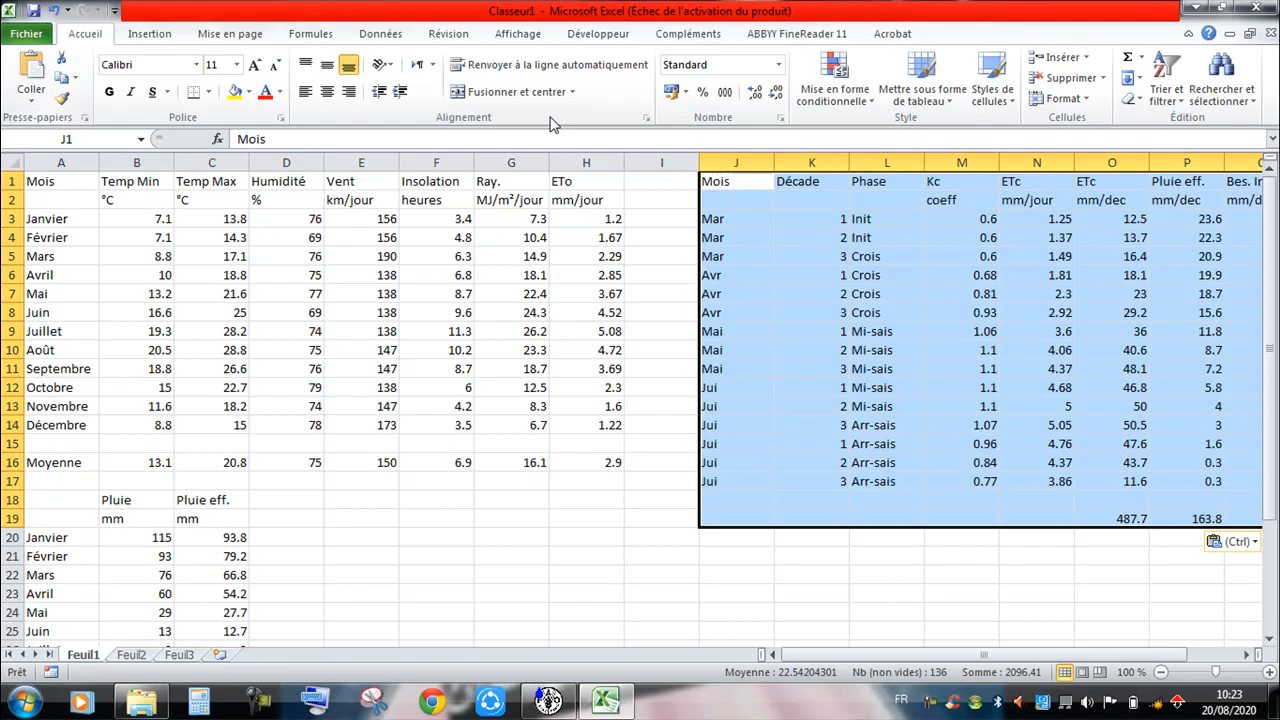 Classeur1 - Microsoft Excel (Échec de l'activation du produit)
Fichier Accueil Insertion Mise en page Formules Données Révision Affichage Développeur Compléments ABBYY FineReader 11 Acrobat
Coller
Presse-papiers
Calibri 11
G I S
Police
Renvoyer à la ligne automatiquement
Fusionner et centrer
Alignement
Standard
% 000
Nombre
Mise en forme conditionnelle
Mettre sous forme de tableau
Styles de cellules
Style
Insérer
Supprimer
Format
Cellules
Trier et filtrer
Rechercher et sélectionner
Édition
J1 fx Mois
A B C D E F G H I J K L M N O P
1 Mois Temp Min Temp Max Humidité Vent Insolation Ray. ETo Mois Décade Phase Kc ETc ETc Pluie eff. Bes. Ir
2 °C °C % km/jour heures MJ/m²/jour mm/jour coeff mm/jour mm/dec mm/dec mm/d
3 Janvier 7.1 13.8 76 156 3.4 7.3 1.2 Mar 1 Init 0.6 1.25 12.5 23.6
4 Février 7.1 14.3 69 156 4.8 10.4 1.67 Mar 2 Init 0.6 1.37 13.7 22.3
5 Mars 8.8 17.1 76 190 6.3 14.9 2.29 Mar 3 Crois 0.6 1.49 16.4 20.9
6 Avril 10 18.8 75 138 6.8 18.1 2.85 Avr 1 Crois 0.68 1.81 18.1 19.9
7 Mai 13.2 21.6 77 138 8.7 22.4 3.67 Avr 2 Crois 0.81 2.3 23 18.7
8 Juin 16.6 25 69 138 9.6 24.3 4.52 Avr 3 Crois 0.93 2.92 29.2 15.6
9 Juillet 19.3 28.2 74 138 11.3 26.2 5.08 Mai 1 Mi-sais 1.06 3.6 36 11.8
10 Août 20.5 28.8 75 147 10.2 23.3 4.72 Mai 2 Mi-sais 1.1 4.06 40.6 8.7
11 Septembre 18.8 26.6 76 147 8.7 18.7 3.69 Mai 3 Mi-sais 1.1 4.37 48.1 7.2
12 Octobre 15 22.7 79 138 6 12.5 2.3 Jui 1 Mi-sais 1.1 4.68 46.8 5.8
13 Novembre 11.6 18.2 74 147 4.2 8.3 1.6 Jui 2 Mi-sais 1.1 5 50 4
14 Décembre 8.8 15 78 173 3.5 6.7 1.22 Jui 3 Arr-sais 1.07 5.05 50.5 3
15 Jui 1 Arr-sais 0.96 4.76 47.6 1.6
16 Moyenne 13.1 20.8 75 150 6.9 16.1 2.9 Jui 2 Arr-sais 0.84 4.37 43.7 0.3
17 Jui 3 Arr-sais 0.77 3.86 11.6 0.3
18 Pluie Pluie eff.
19 mm mm 487.7 163.8
20 Janvier 115 93.8
(Ctrl)
21 Février 93 79.2
22 Mars 76 66.8
23 Avril 60 54.2
24 Mai 29 27.7
25 Juin 13 12.7
Feuil1 Feuil2 Feuil3
Prêt Moyenne : 22.54204301 Nb (non vides) : 136 Somme : 2096.41 100 %
FR 10:23
20/08/2020